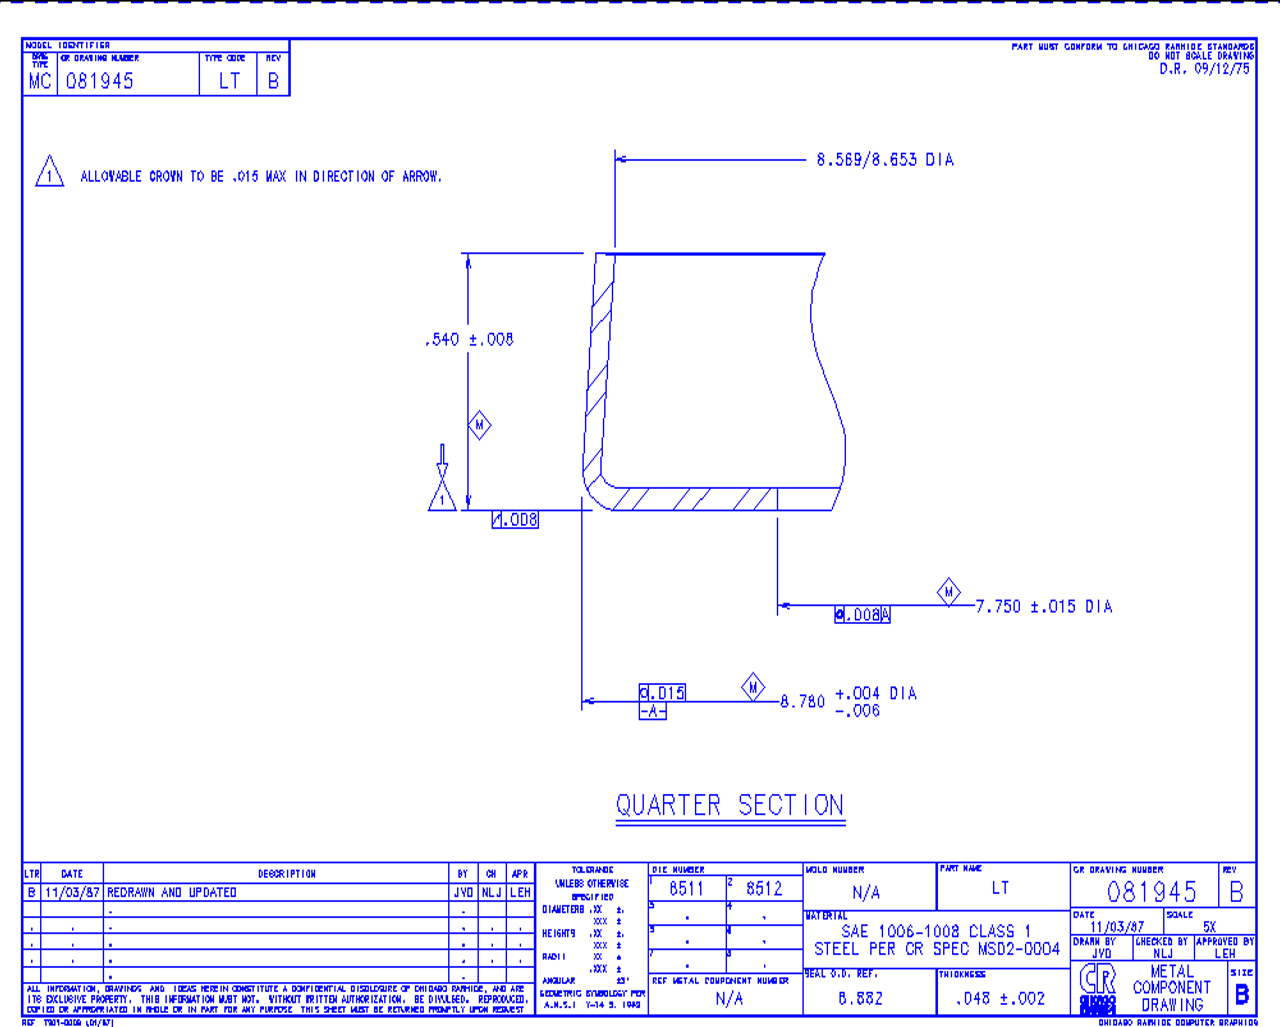 MODEL IDENTIFIER
DRWG TYPE
CR DRAWING NUMBER
TYPE CODE
REV
MC 081945 LT B
PART MUST CONFORM TO CHICAGO RAWHIDE STANDARDS
DO NOT SCALE DRAWING
D.R. 09/12/75
1 ALLOWABLE CROWN TO BE .015 MAX IN DIRECTION OF ARROW.
8.569/8.653 DIA
.540 ±.008
M
1
.008
M
7.750 ±.015 DIA
.008 A
.015
-A-
M
8.780 +.004 DIA
-.006
QUARTER SECTION
LTR DATE DESCRIPTION BY CH APR
B 11/03/87 REDRAWN AND UPDATED JVD NLJ LEH
ALL INFORMATION, DRAWINGS AND IDEAS HEREIN CONSTITUTE A CONFIDENTIAL DISCLOSURE OF CHICAGO RAWHIDE, AND ARE
ITS EXCLUSIVE PROPERTY. THIS INFORMATION MUST NOT, WITHOUT WRITTEN AUTHORIZATION, BE DIVULGED, REPRODUCED,
COPIED OR APPROPRIATED IN WHOLE OR IN PART FOR ANY PURPOSE THIS SHEET MUST BE RETURNED PROMPTLY UPON REQUEST
REF T901-0006 (01/87)
TOLERANCE
UNLESS OTHERWISE
SPECIFIED
DIAMETERS .XX ±.
.XXX ±
HEIGHTS .XX ±.
.XXX ±
RADII .XX ±
.XXX ±
ANGULAR ±3°
GEOMETRIC SYMBOLOGY PER
A.N.S.I Y-14 5, 1982
DIE NUMBER
1 8511 2 8512
3 4
5 6
7 8
REF METAL COMPONENT NUMBER
N/A
MOLD NUMBER
N/A
PART NAME
LT
MATERIAL
SAE 1006-1008 CLASS 1
STEEL PER CR SPEC MSD2-0004
SEAL O.D. REF.
8.882
THICKNESS
.048 ±.002
CR DRAWING NUMBER
081945
REV
B
DATE
11/03/87
SCALE
5X
DRAWN BY
JVD
CHECKED BY
NLJ
APPROVED BY
LEH
CR
METAL
COMPONENT
DRAWING
SIZE
B
CHICAGO RAWHIDE COMPUTER GRAPHICS